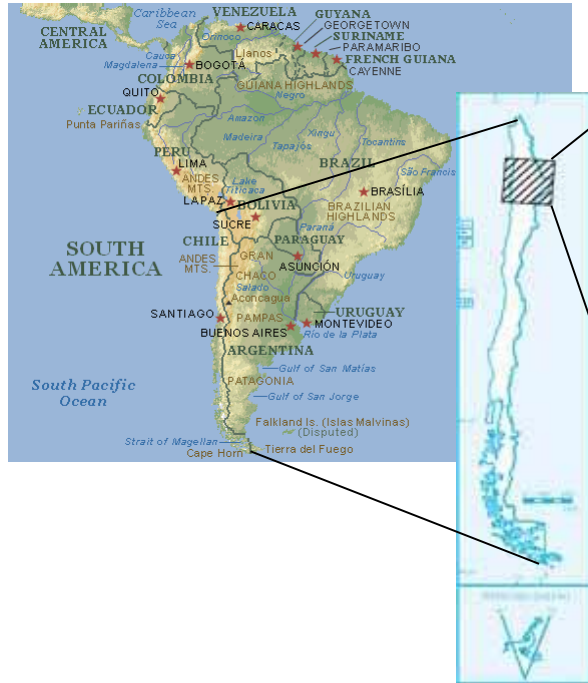 Caribbean
Sea
VENEZUELA
CARACAS
GUYANA
GEORGETOWN
SURINAME
PARAMARIBO
FRENCH GUIANA
CAYENNE
CENTRAL
AMERICA
Orinoco
Llanos
Cauca
Magdalena
BOGOTÁ
COLOMBIA
GUIANA HIGHLANDS
QUITO
Negro
ECUADOR
Punta Pariñas
Amazon
Madeira
Tapajos
Xingu
Tocantins
PERU
LIMA
BRAZIL
São Francis
ANDES
MTS.
Lake
Titicaca
LAPAZ
BOLIVIA
BRASÍLIA
SUCRE
BRAZILIAN
HIGHLANDS
Paraná
SOUTH
AMERICA
CHILE
PARAGUAY
ANDES
MTS.
GRAN
CHACO
ASUNCIÓN
Salado
Uruguay
Aconcagua
SANTIAGO
PAMPAS
URUGUAY
BUENOS AIRES
MONTEVIDEO
Río de la Plata
ARGENTINA
Gulf of San Matías
South Pacific
Ocean
PATAGONIA
Gulf of San Jorge
Falkland Is. (Islas Malvinas)
(Disputed)
Strait of Magellan
Cape Horn
Tierra del Fuego